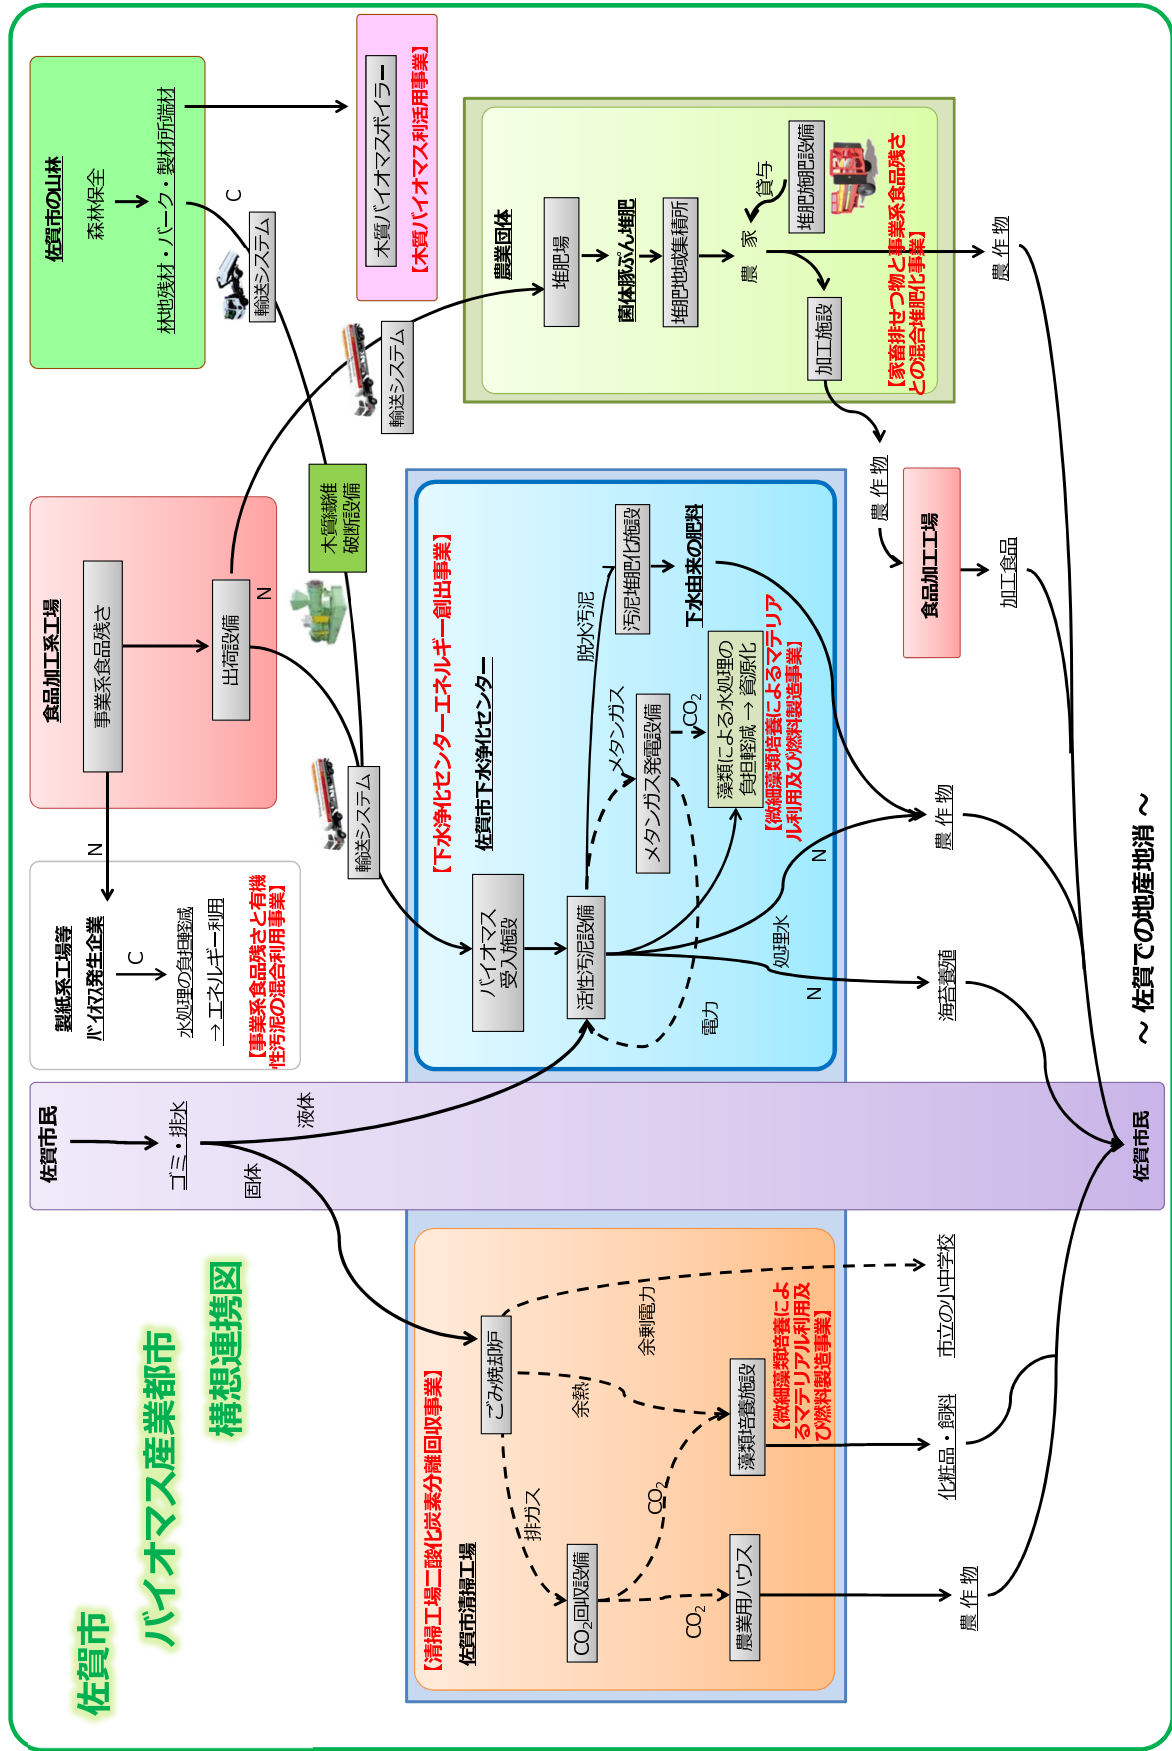 佐賀市
バイオマス産業都市
構想連携図
佐賀市民
ゴミ・排水
固体
液体
製紙系工場等
バイオマス発生企業
C
水処理の負担軽減
→ エネルギー利用
【事業系食品残さと有機
性汚泥の混合利用事業】
N
食品加工系工場
事業系食品残さ
出荷設備
N
佐賀市の山林
森林保全
林地残材・バーク・製材所端材
C
輸送システム
木質バイオマスボイラー
【木質バイオマス利活用事業】
木質繊維
破断設備
輸送システム
輸送システム
【清掃工場二酸化炭素分離回収事業】
佐賀市清掃工場
ごみ焼却炉
排ガス
余熱
余剰電力
CO2回収設備
CO2
CO2
農業用ハウス
藻類培養施設
【微細藻類培養によ
るマテリアル利用及
び燃料製造事業】
農 作 物
化粧品・飼料
市立の小中学校
【下水浄化センターエネルギー創出事業】
佐賀市下水浄化センター
バイオマス
受入施設
活性汚泥設備
脱水汚泥
メタンガス
メタンガス発電設備
CO2
汚泥堆肥化施設
下水由来の肥料
電力
処理水
藻類による水処理の
負担軽減 → 資源化
【微細藻類培養によるマテリア
ル利用及び燃料製造事業】
N
N
海苔養殖
農 作 物
農業団体
堆肥場
菌体豚ぷん堆肥
堆肥地域集積所
農 家
貸与
堆肥施肥設備
加工施設
【家畜排せつ物と事業系食品残さ
との混合堆肥化事業】
農 作 物
食品加工工場
加工食品
農 作 物
佐賀市民
～ 佐賀での地産地消 ～